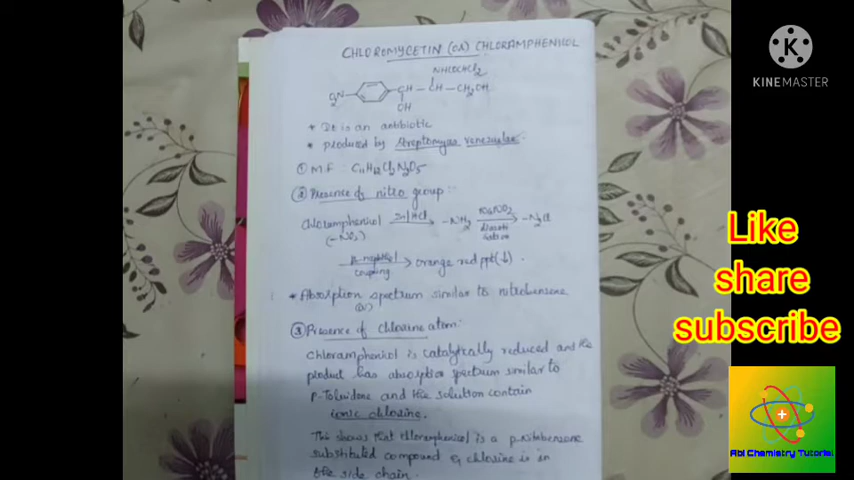 CHLOROMYCETIN (OR) CHLORAMPHENICOL
NHCOCHCl2
O2N
CH – CH – CH2OH
OH
* It is an antibiotic
* produced by Streptomyces venezuelae.
① M.F : C11H12Cl2N2O5
② Presence of nitro group :-
Chloramphenicol Sn/HCl → -NH2 NaNO2 → -N2Cl
(-NO2)
β-naphthol → orange red ppt (↓).
coupling
* Absorption spectrum similar to nitrobenzene
(UV)
③ Presence of chlorine atom:
Chloramphenicol is catalytically reduced and the
product has absorption spectrum similar to
P-Toluidine and the solution contain
ionic chlorine.
This shows that chloramphenicol is a p.nitrobenzene
substituted compound & chlorine is in
the side chain.
K
KINEMASTER
Like
share
subscribe
Abi Chemistry Tutorial